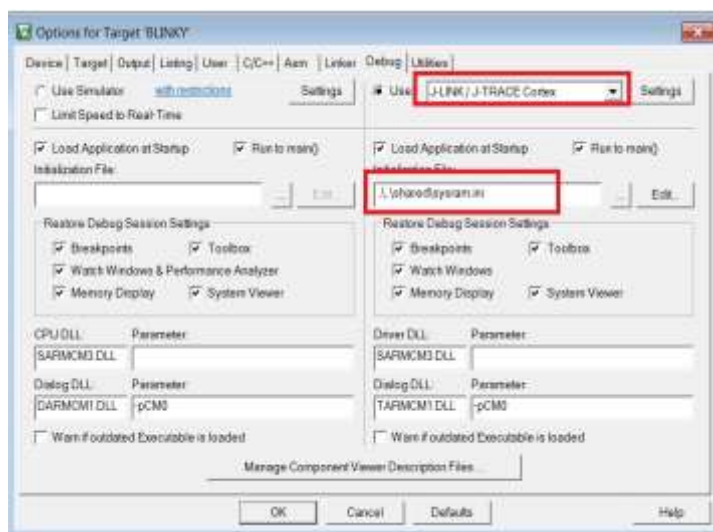 Options for Target 'BLINKY'
Device | Target | Output | Listing | User | C/C++ | Asm | Linker | Debug | Utilities
Use Simulator with restrictions Settings
Limit Speed to Real-Time
Use: J-LINK / J-TRACE Cortex Settings
Load Application at Startup Run to main()
Initialization File:
... Edit...
Load Application at Startup Run to main()
Initialization File:
.\..\shared\sysram.ini ... Edit...
Restore Debug Session Settings
Breakpoints Toolbox
Watch Windows & Performance Analyzer
Memory Display System Viewer
Restore Debug Session Settings
Breakpoints Toolbox
Watch Windows
Memory Display System Viewer
CPU DLL: Parameter:
SARMCM3.DLL
Dialog DLL: Parameter:
DARMCM1.DLL -pCM0
Warn if outdated Executable is loaded
Driver DLL: Parameter:
SARMCM3.DLL
Dialog DLL: Parameter:
TARMCM1.DLL -pCM0
Warn if outdated Executable is loaded
Manage Component Viewer Description Files ...
OK Cancel Defaults Help